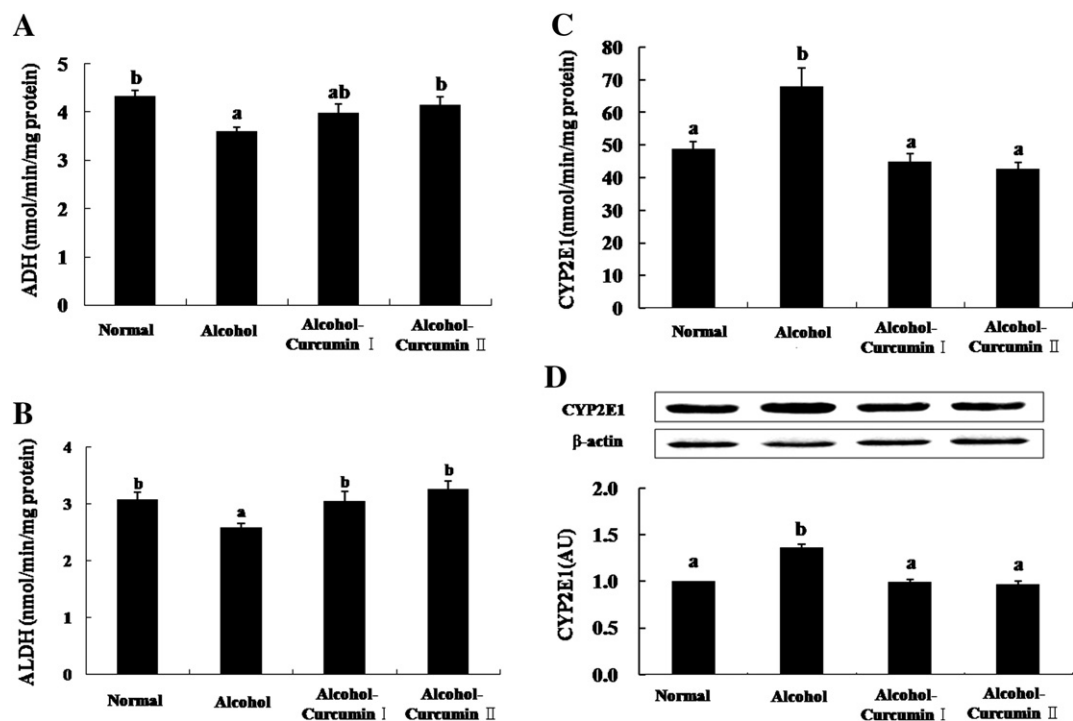 A
ADH (nmol/min/mg protein)
5
4
3
2
1
0
b
a
ab
b
Normal
Alcohol
Alcohol-
Curcumin Ⅰ
Alcohol-
Curcumin Ⅱ
B
ALDH (nmol/min/mg protein)
4
3
2
1
0
b
a
b
b
Normal
Alcohol
Alcohol-
Curcumin Ⅰ
Alcohol-
Curcumin Ⅱ
C
CYP2E1(nmol/min/mg protein)
80
70
60
50
40
30
20
10
0
a
b
a
a
Normal
Alcohol
Alcohol-
Curcumin Ⅰ
Alcohol-
Curcumin Ⅱ
D
CYP2E1
β-actin
CYP2E1(AU)
2.0
1.5
1.0
0.5
0.0
a
b
a
a
Normal
Alcohol
Alcohol-
Curcumin Ⅰ
Alcohol-
Curcumin Ⅱ